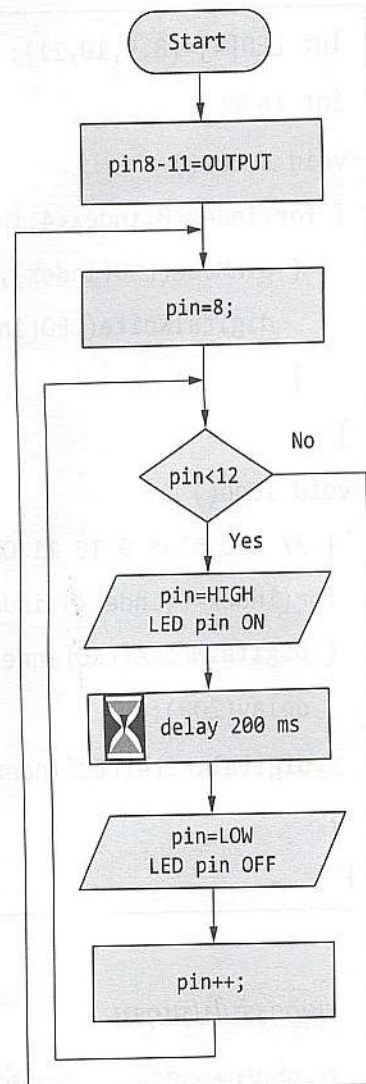 Start
pin8-11=OUTPUT
pin=8;
pin<12
No
Yes
pin=HIGH
LED pin ON
delay 200 ms
pin=LOW
LED pin OFF
pin++;